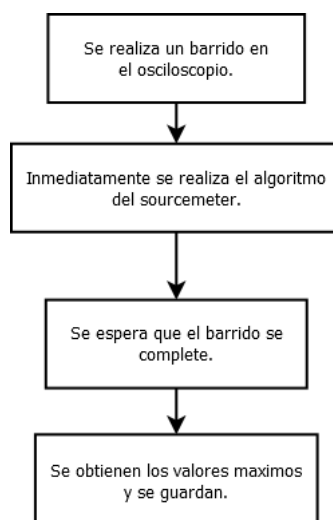 Se realiza un barrido en
el osciloscopio.
Inmediatamente se realiza el algoritmo
del sourcemeter.
Se espera que el barrido se
complete.
Se obtienen los valores maximos
y se guardan.